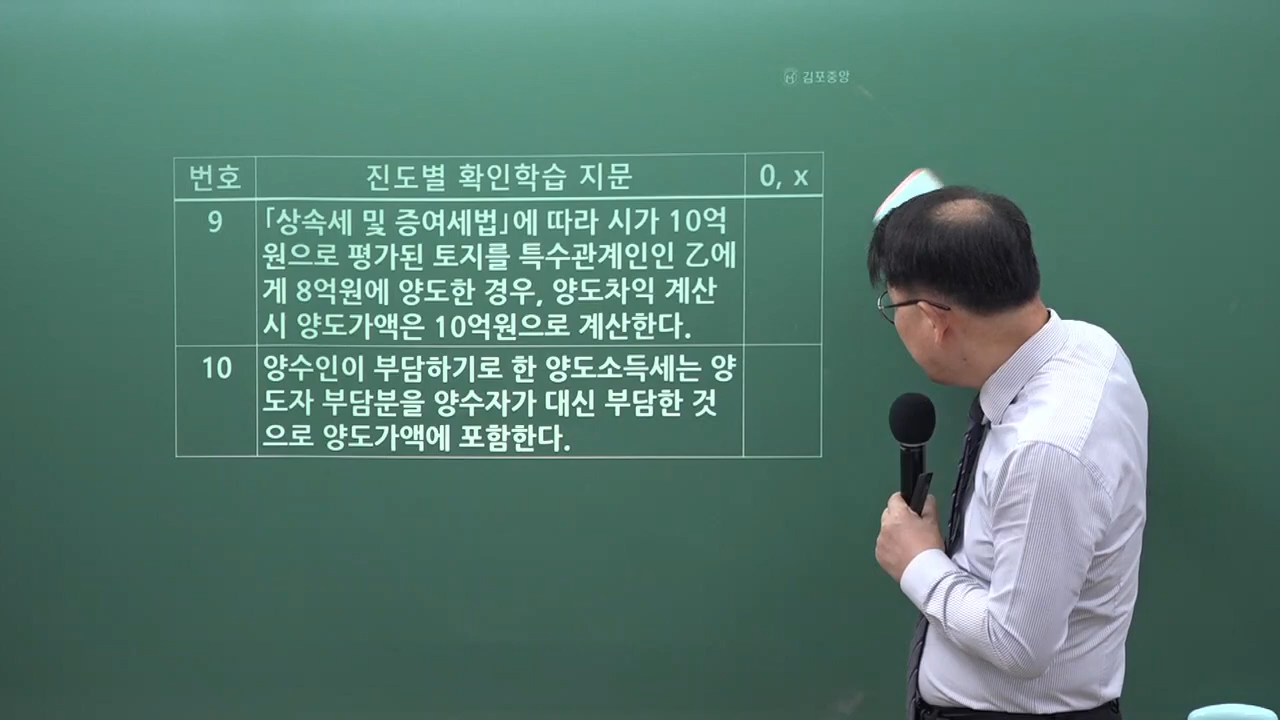 김포중앙
번호 진도별 확인학습 지문 0, x
9 「상속세 및 증여세법」에 따라 시가 10억
원으로 평가된 토지를 특수관계인인 乙에
게 8억원에 양도한 경우, 양도차익 계산
시 양도가액은 10억원으로 계산한다.
10 양수인이 부담하기로 한 양도소득세는 양
도자 부담분을 양수자가 대신 부담한 것
으로 양도가액에 포함한다.